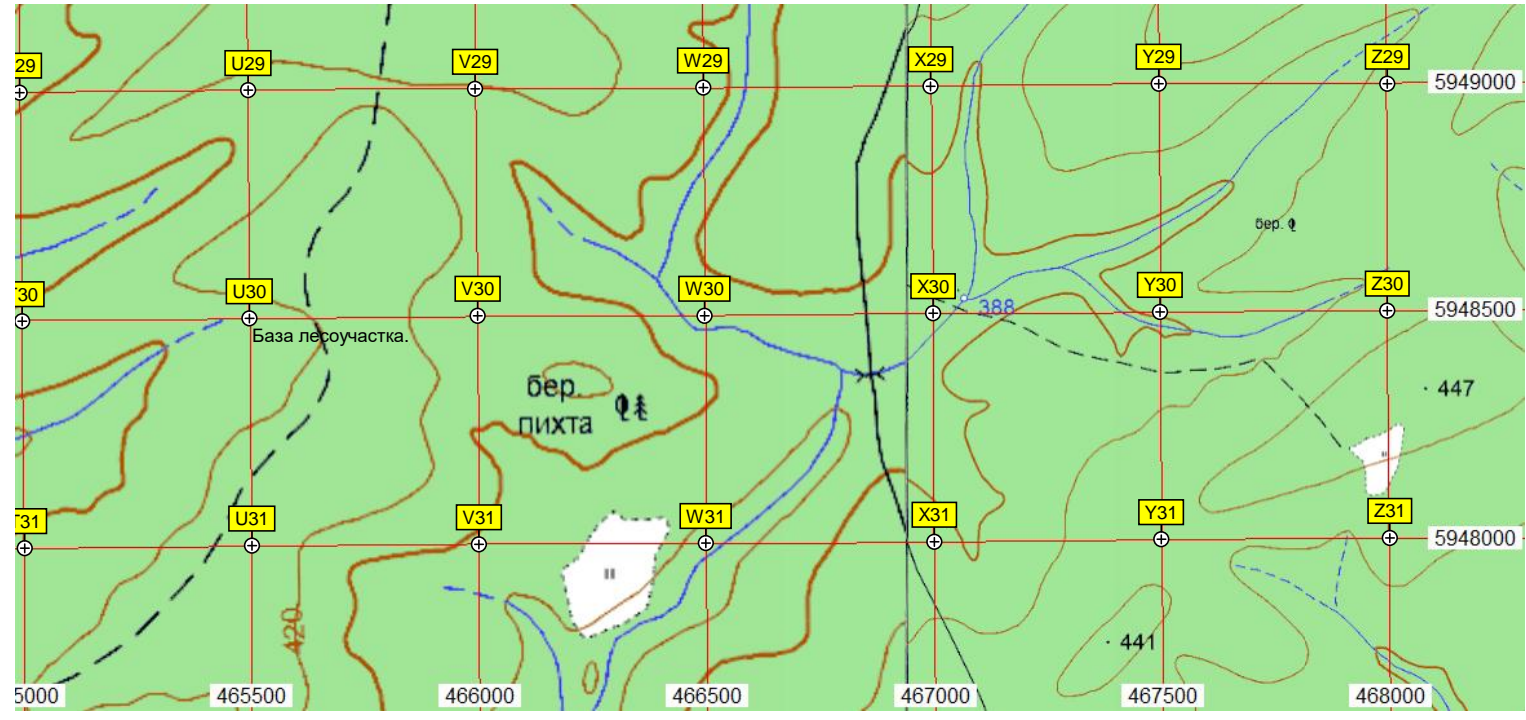 29 U29 V29 W29 X29 Y29 Z29
5949000
бер.
T30 U30 V30 W30 X30 Y30 Z30
388
5948500
База лесоучастка.
бер.
пихта
447
T31 U31 V31 W31 X31 Y31 Z31
5948000
420
441
5000 465500 466000 466500 467000 467500 468000